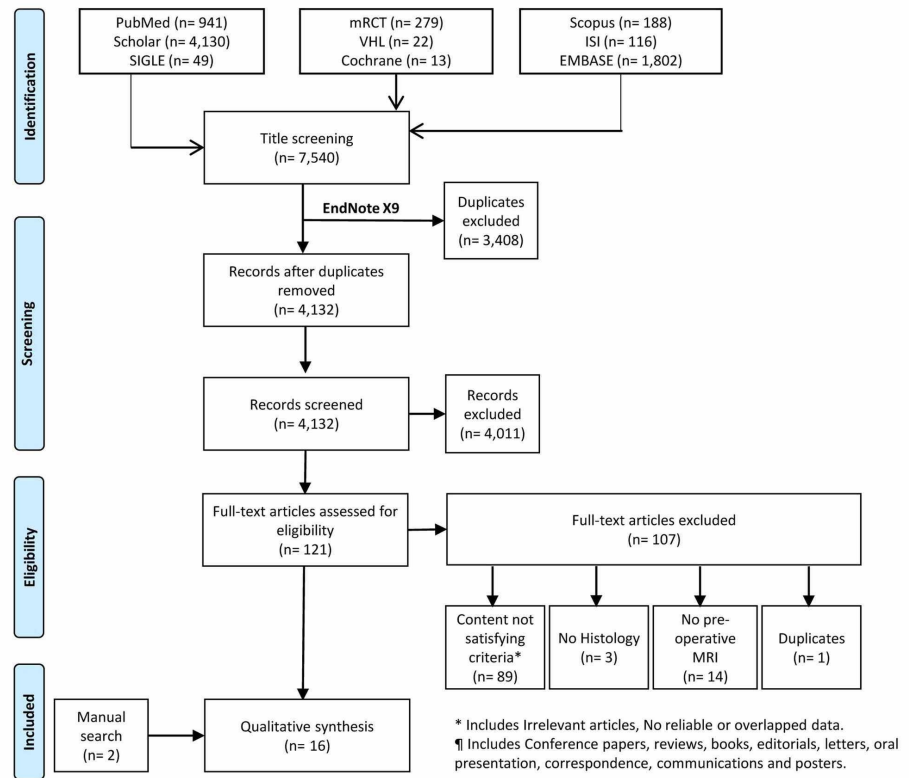 Identification
PubMed (n= 941)
Scholar (n= 4,130)
SIGLE (n= 49)
mRCT (n= 279)
VHL (n= 22)
Cochrane (n= 13)
Scopus (n= 188)
ISI (n= 116)
EMBASE (n= 1,802)
Title screening
(n= 7,540)
EndNote X9
Duplicates
excluded
(n= 3,408)
Screening
Records after duplicates
removed
(n= 4,132)
Records screened
(n= 4,132)
Records
excluded
(n= 4,011)
Eligibility
Full-text articles assessed for
eligibility
(n= 121)
Full-text articles excluded
(n= 107)
Content not
satisfying
criteria*
(n= 89)
No Histology
(n= 3)
No pre-
operative
MRI
(n= 14)
Duplicates
(n= 1)
Included
Manual
search
(n= 2)
Qualitative synthesis
(n= 16)
* Includes Irrelevant articles, No reliable or overlapped data.
¶ Includes Conference papers, reviews, books, editorials, letters, oral
presentation, correspondence, communications and posters.